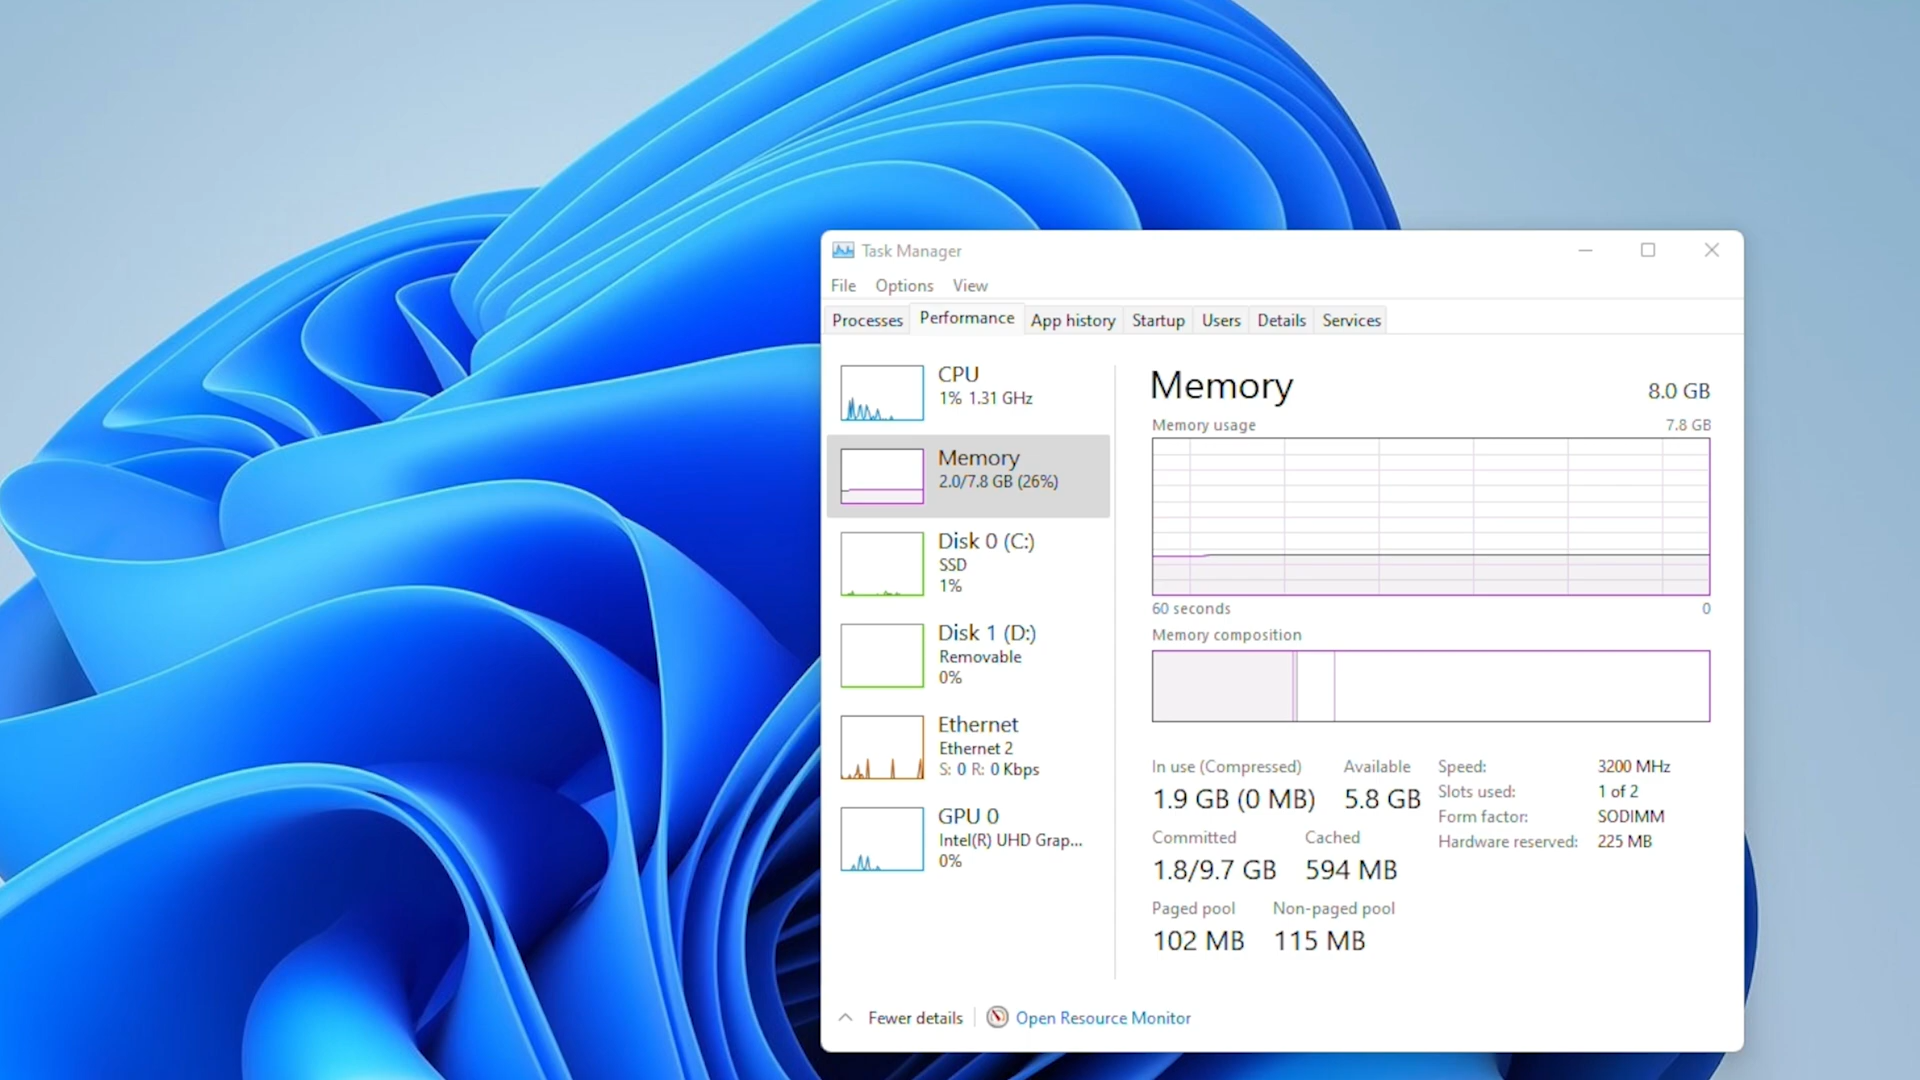 Task Manager
File Options View
Processes Performance App history Startup Users Details Services
CPU
1% 1.31 GHz
Memory
2.0/7.8 GB (26%)
Disk 0 (C:)
SSD
1%
Disk 1 (D:)
Removable
0%
Ethernet
Ethernet 2
S: 0 R: 0 Kbps
GPU 0
Intel(R) UHD Grap...
0%
Memory 8.0 GB
Memory usage 7.8 GB
60 seconds 0
Memory composition
In use (Compressed) Available
1.9 GB (0 MB) 5.8 GB
Committed Cached
1.8/9.7 GB 594 MB
Paged pool Non-paged pool
102 MB 115 MB
Speed: 3200 MHz
Slots used: 1 of 2
Form factor: SODIMM
Hardware reserved: 225 MB
Fewer details Open Resource Monitor